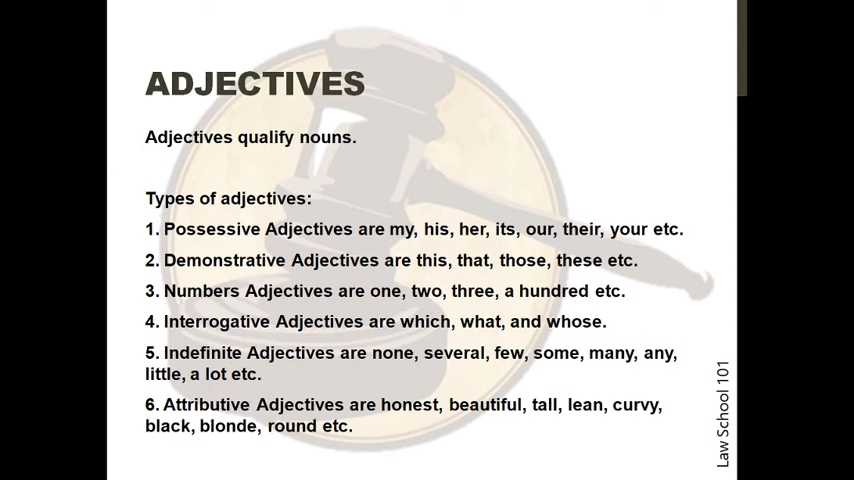 ADJECTIVES
Adjectives qualify nouns.
Types of adjectives:
1. Possessive Adjectives are my, his, her, its, our, their, your etc.
2. Demonstrative Adjectives are this, that, those, these etc.
3. Numbers Adjectives are one, two, three, a hundred etc.
4. Interrogative Adjectives are which, what, and whose.
5. Indefinite Adjectives are none, several, few, some, many, any,
little, a lot etc.
6. Attributive Adjectives are honest, beautiful, tall, lean, curvy,
black, blonde, round etc.
Law School 101